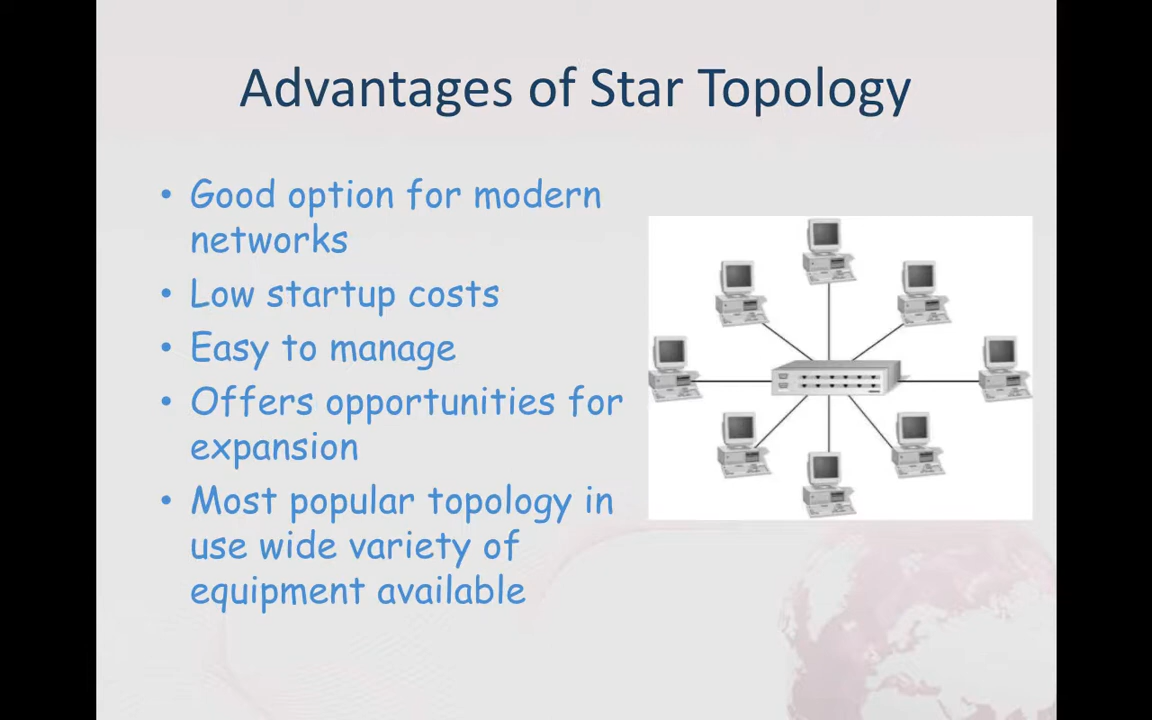 Advantages of Star Topology
• Good option for modern
networks
• Low startup costs
• Easy to manage
• Offers opportunities for
expansion
• Most popular topology in
use wide variety of
equipment available